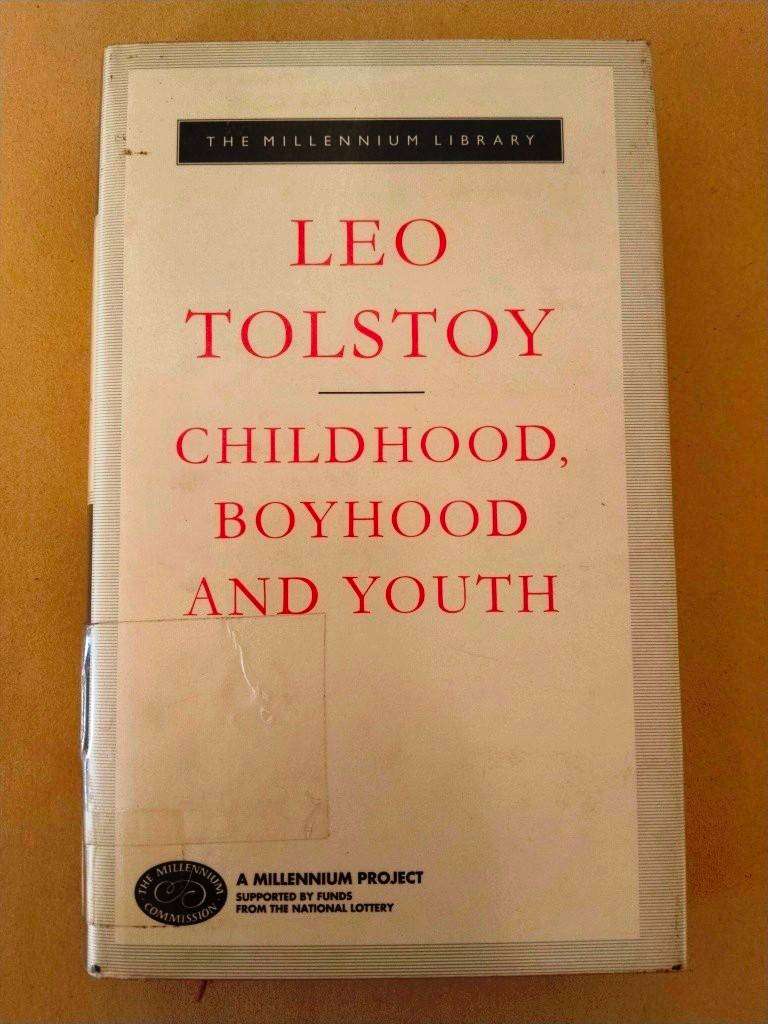 THE MILLENNIUM LIBRARY
LEO
TOLSTOY
CHILDHOOD,
BOYHOOD
AND YOUTH
THE MILLENNIUM
COMMISSION
A MILLENNIUM PROJECT
SUPPORTED BY FUNDS
FROM THE NATIONAL LOTTERY